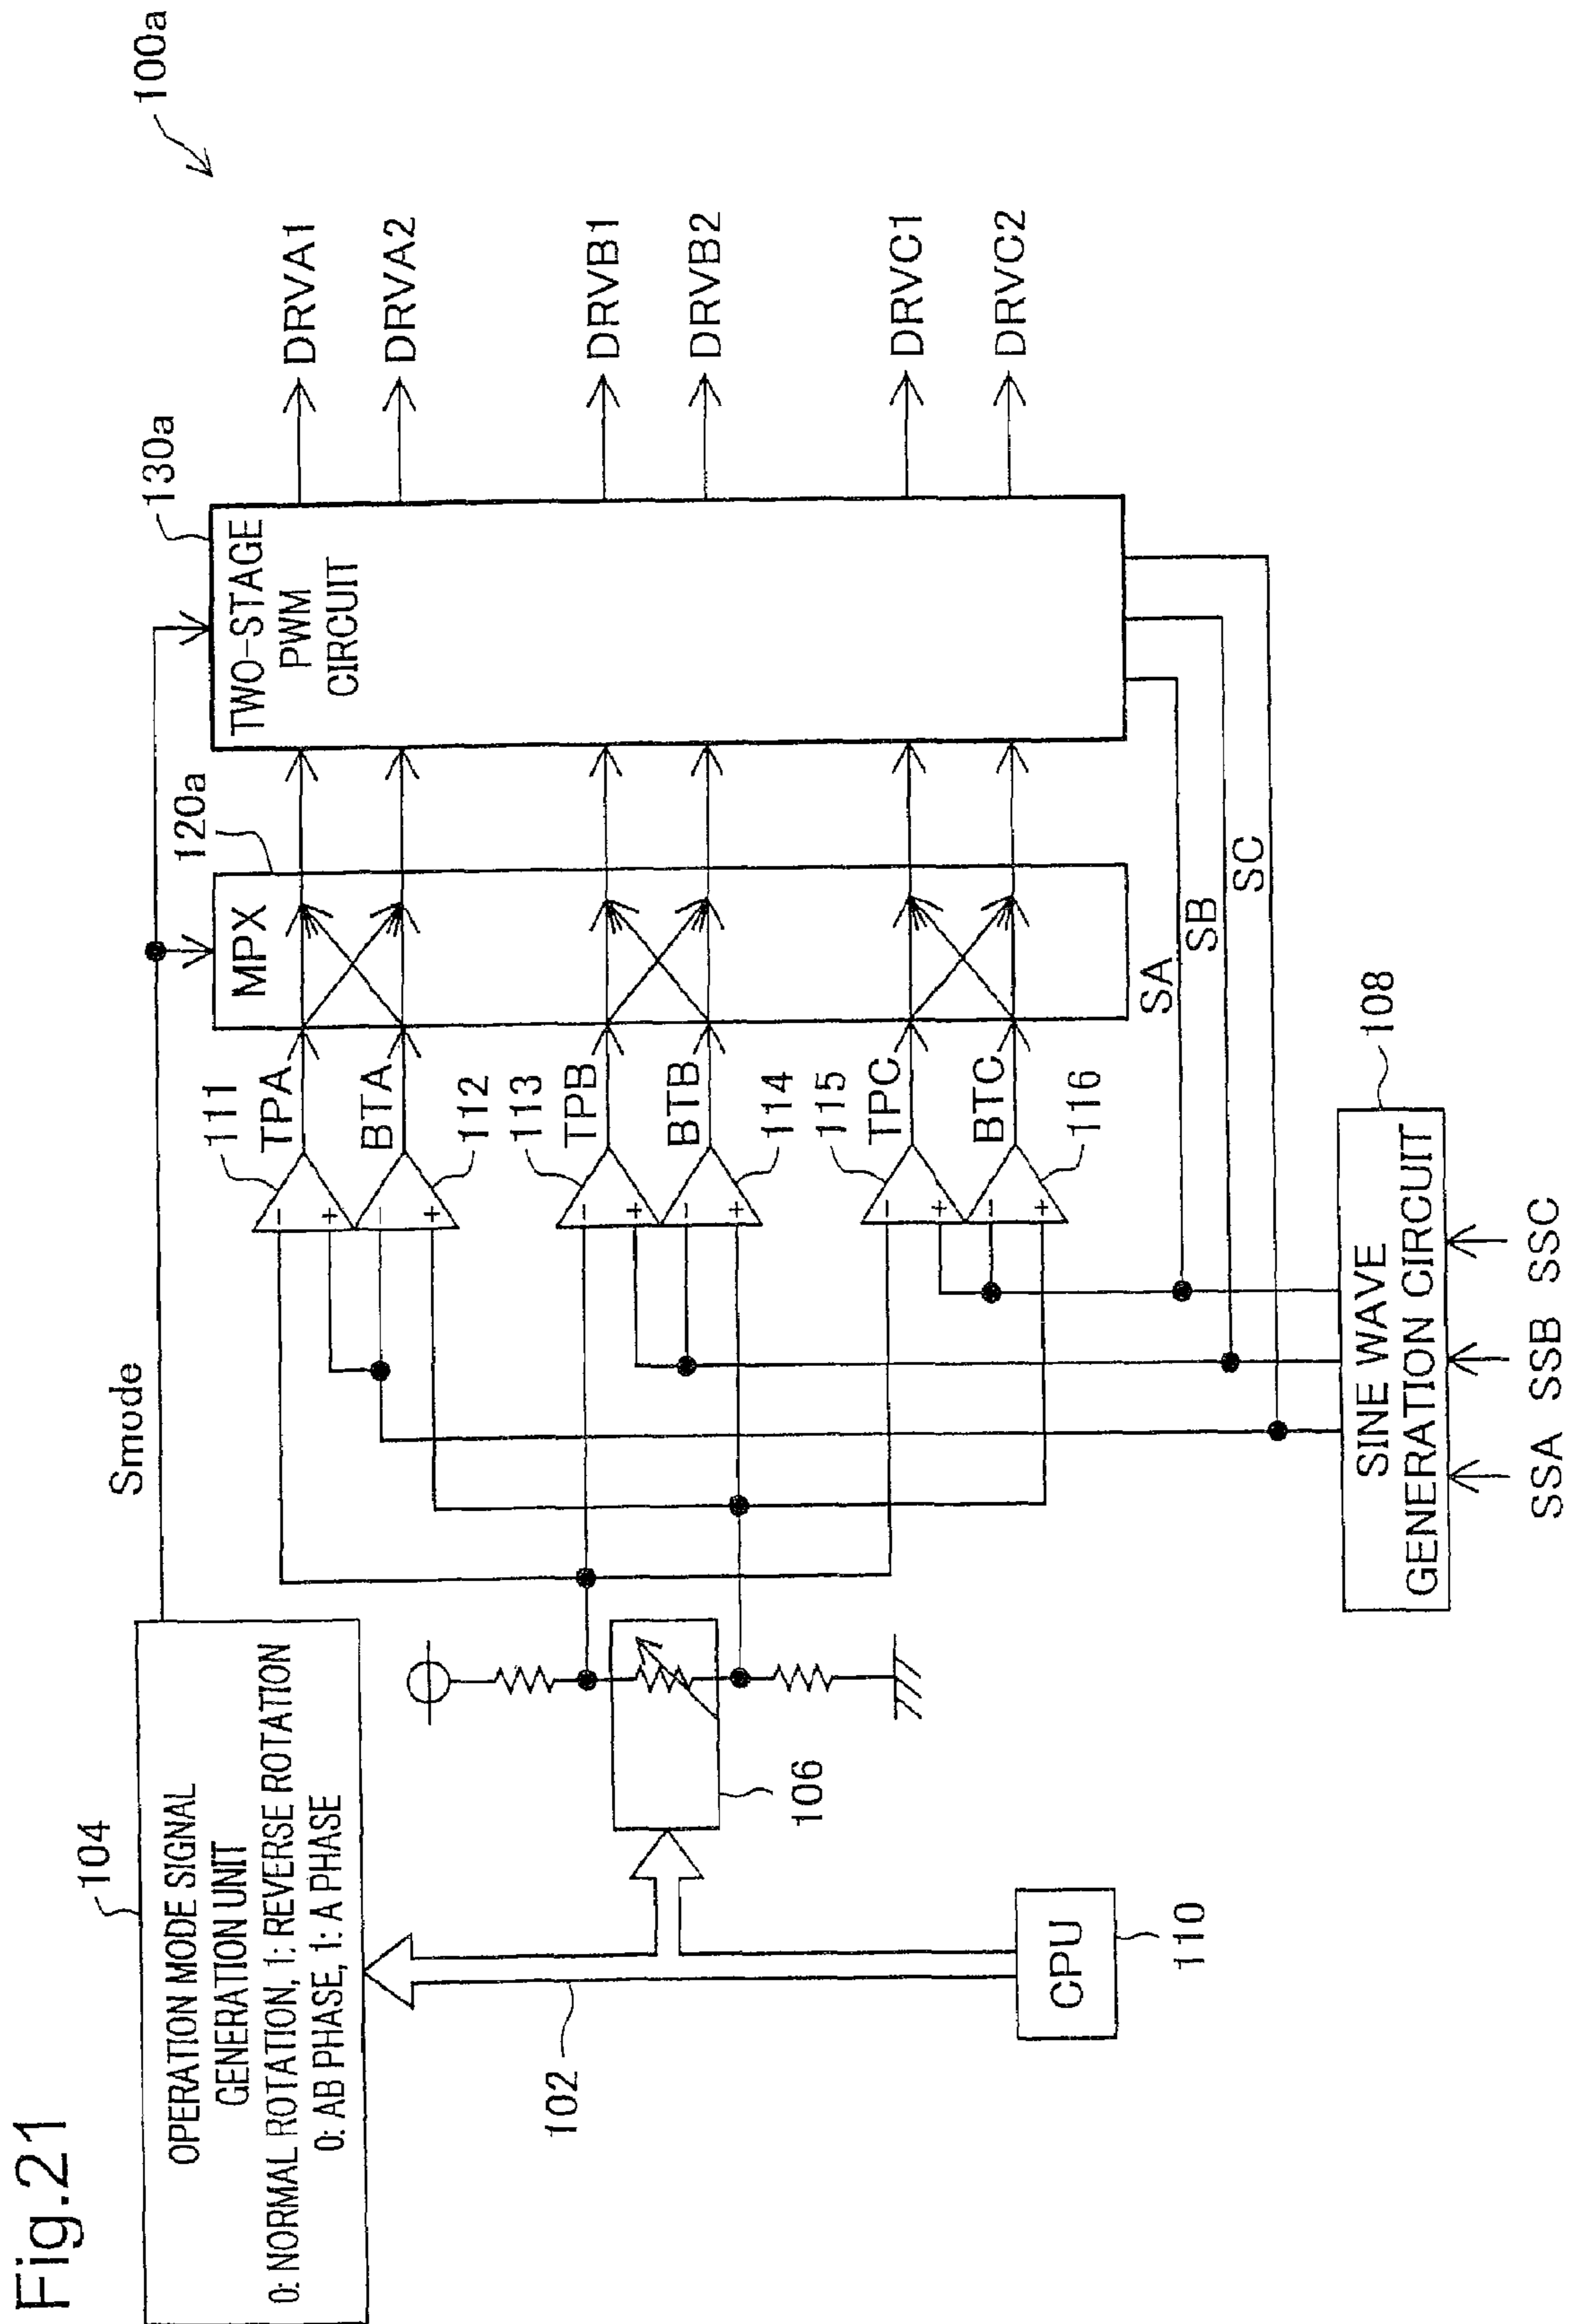 Fig.21
100a
104
OPERATION MODE SIGNAL
GENERATION UNIT
0: NORMAL ROTATION, 1: REVERSE ROTATION
0: AB PHASE, 1: A PHASE
Smode
120a
MPX
130a
TWO-STAGE
PWM
CIRCUIT
DRVA1
DRVA2
DRVB1
DRVB2
DRVC1
DRVC2
111
TPA
- +
BTA
- +
112
113
TPB
- +
BTB
- +
114
115
TPC
- +
BTC
- +
116
106
102
CPU
110
SA
SB
SC
108
SINE WAVE
GENERATION CIRCUIT
SSA SSB SSC